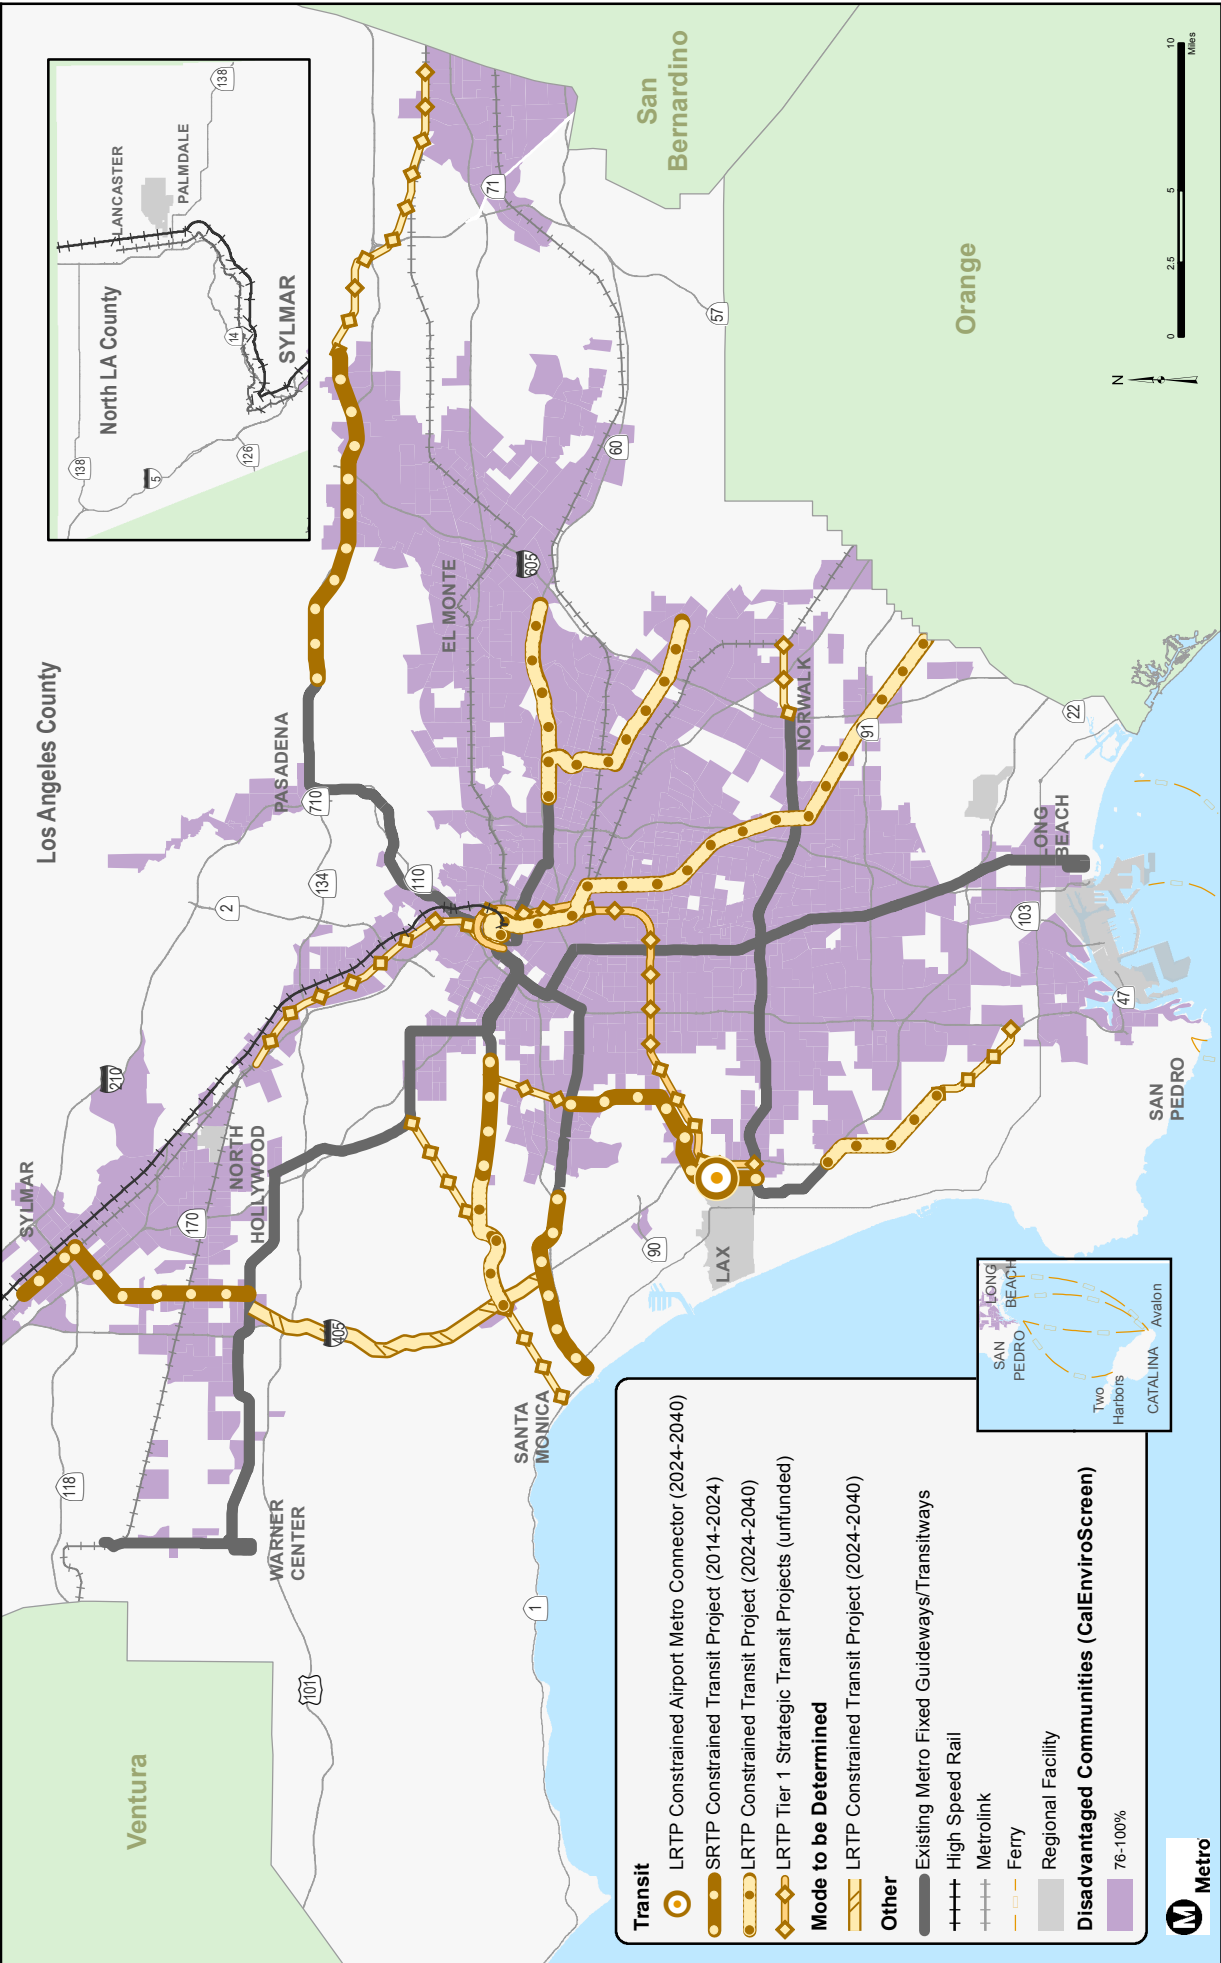 Los Angeles County
Ventura
San
Bernardino
Orange
North LA County
LANCASTER
PALMDALE
SYLMAR
138
138
14
5
126
SYLMAR
118
210
170
NORTH
HOLLYWOOD
WARNER
CENTER
101
405
2
134
710
PASADENA
110
EL MONTE
605
71
57
60
SANTA
MONICA
1
90
LAX
NORWALK
91
22
LONG
BEACH
103
47
SAN
PEDRO
SAN
PEDRO
LONG
BEACH
Two
Harbors
CATALINA
Avalon
N
0
2.5
5
10
Miles
Transit
LRTP Constrained Airport Metro Connector (2024-2040)
SRTP Constrained Transit Project (2014-2024)
LRTP Constrained Transit Project (2024-2040)
LRTP Tier 1 Strategic Transit Projects (unfunded)
Mode to be Determined
LRTP Constrained Transit Project (2024-2040)
Other
Existing Metro Fixed Guideways/Transitways
High Speed Rail
Metrolink
Ferry
Regional Facility
Disadvantaged Communities (CalEnviroScreen)
76-100%
M
Metro